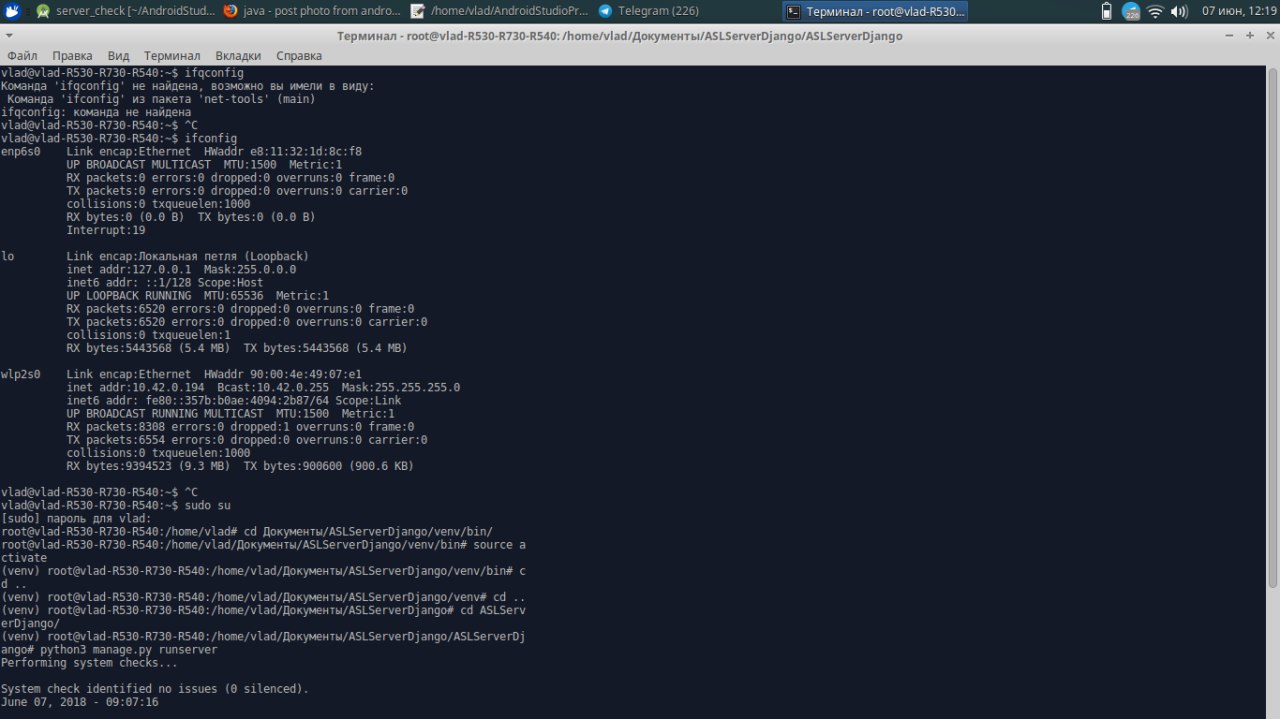 server_check [~/AndroidStud... java - post photo from andro... /home/vlad/AndroidStudioPr... Telegram (226) Терминал - root@vlad-R530... 226 07 июн, 12:19
Терминал - root@vlad-R530-R730-R540: /home/vlad/Документы/ASLServerDjango/ASLServerDjango
Файл Правка Вид Терминал Вкладки Справка
vlad@vlad-R530-R730-R540:~$ ifqconfig
Команда 'ifqconfig' не найдена, возможно вы имели в виду:
Команда 'ifconfig' из пакета 'net-tools' (main)
ifqconfig: команда не найдена
vlad@vlad-R530-R730-R540:~$ ^C
vlad@vlad-R530-R730-R540:~$ ifconfig
enp6s0    Link encap:Ethernet  HWaddr e8:11:32:1d:8c:f8
          UP BROADCAST MULTICAST  MTU:1500  Metric:1
          RX packets:0 errors:0 dropped:0 overruns:0 frame:0
          TX packets:0 errors:0 dropped:0 overruns:0 carrier:0
          collisions:0 txqueuelen:1000
          RX bytes:0 (0.0 B)  TX bytes:0 (0.0 B)
          Interrupt:19
lo        Link encap:Локальная петля (Loopback)
          inet addr:127.0.0.1  Mask:255.0.0.0
          inet6 addr: ::1/128 Scope:Host
          UP LOOPBACK RUNNING  MTU:65536  Metric:1
          RX packets:6520 errors:0 dropped:0 overruns:0 frame:0
          TX packets:6520 errors:0 dropped:0 overruns:0 carrier:0
          collisions:0 txqueuelen:1
          RX bytes:5443568 (5.4 MB)  TX bytes:5443568 (5.4 MB)
wlp2s0    Link encap:Ethernet  HWaddr 90:00:4e:49:07:e1
          inet addr:10.42.0.194  Bcast:10.42.0.255  Mask:255.255.255.0
          inet6 addr: fe80::357b:b0ae:4094:2b87/64 Scope:Link
          UP BROADCAST RUNNING MULTICAST  MTU:1500  Metric:1
          RX packets:8308 errors:0 dropped:1 overruns:0 frame:0
          TX packets:6554 errors:0 dropped:0 overruns:0 carrier:0
          collisions:0 txqueuelen:1000
          RX bytes:9394523 (9.3 MB)  TX bytes:900600 (900.6 KB)
vlad@vlad-R530-R730-R540:~$ ^C
vlad@vlad-R530-R730-R540:~$ sudo su
[sudo] пароль для vlad:
root@vlad-R530-R730-R540:/home/vlad# cd Документы/ASLServerDjango/venv/bin/
root@vlad-R530-R730-R540:/home/vlad/Документы/ASLServerDjango/venv/bin# source a
ctivate
(venv) root@vlad-R530-R730-R540:/home/vlad/Документы/ASLServerDjango/venv/bin# c
d ..
(venv) root@vlad-R530-R730-R540:/home/vlad/Документы/ASLServerDjango/venv# cd ..
(venv) root@vlad-R530-R730-R540:/home/vlad/Документы/ASLServerDjango# cd ASLServ
erDjango/
(venv) root@vlad-R530-R730-R540:/home/vlad/Документы/ASLServerDjango/ASLServerDj
ango# python3 manage.py runserver
Performing system checks...
System check identified no issues (0 silenced).
June 07, 2018 - 09:07:16